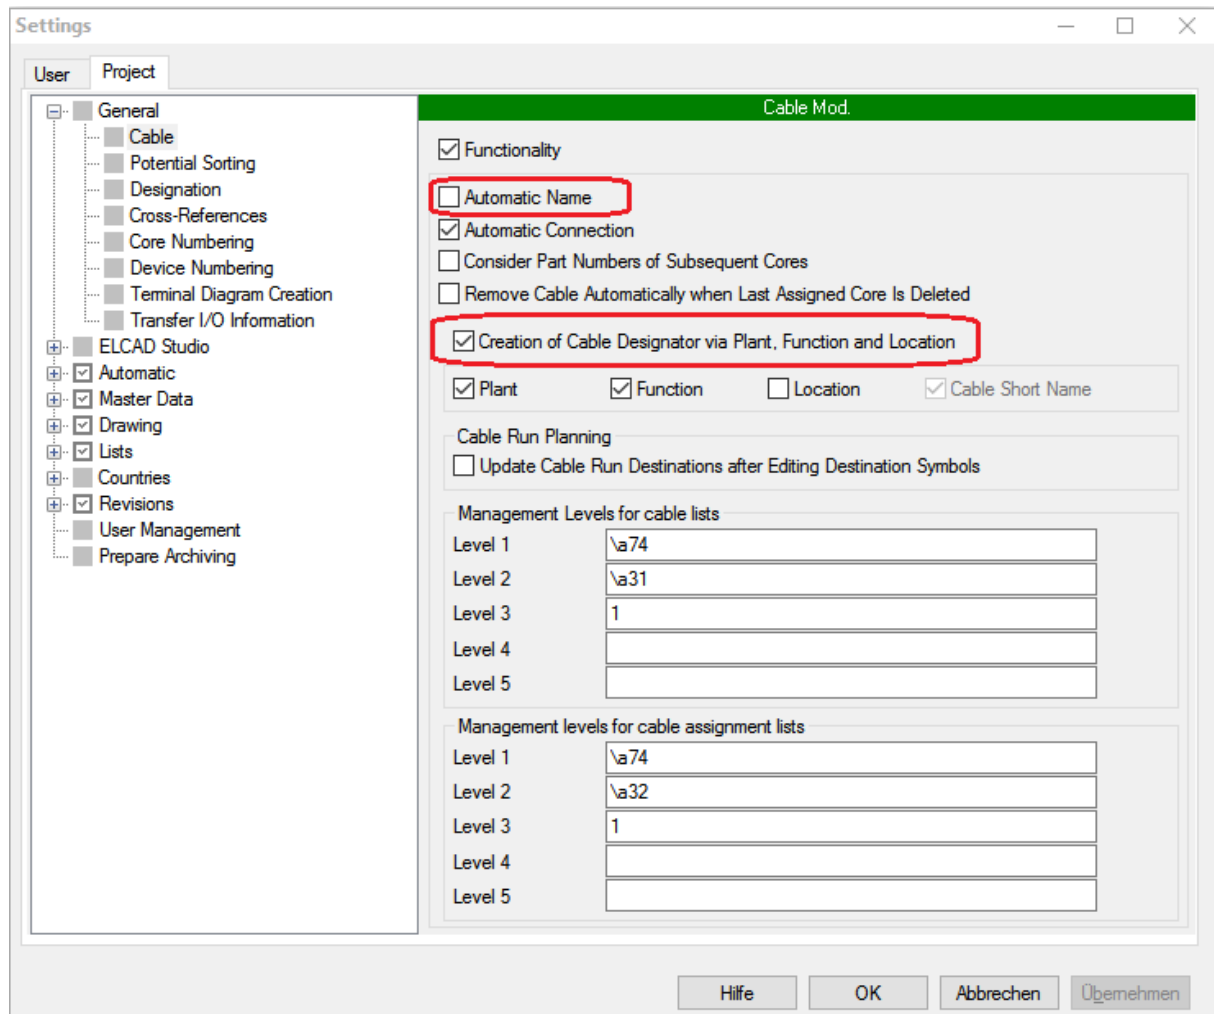 Settings
User
Project
General
Cable
Potential Sorting
Designation
Cross-References
Core Numbering
Device Numbering
Terminal Diagram Creation
Transfer I/O Information
ELCAD Studio
Automatic
Master Data
Drawing
Lists
Countries
Revisions
User Management
Prepare Archiving
Cable Mod.
Functionality
Automatic Name
Automatic Connection
Consider Part Numbers of Subsequent Cores
Remove Cable Automatically when Last Assigned Core Is Deleted
Creation of Cable Designator via Plant, Function and Location
Plant Function Location Cable Short Name
Cable Run Planning
Update Cable Run Destinations after Editing Destination Symbols
Management Levels for cable lists
Level 1 \a74
Level 2 \a31
Level 3 1
Level 4
Level 5
Management levels for cable assignment lists
Level 1 \a74
Level 2 \a32
Level 3 1
Level 4
Level 5
Hilfe OK Abbrechen Übernehmen